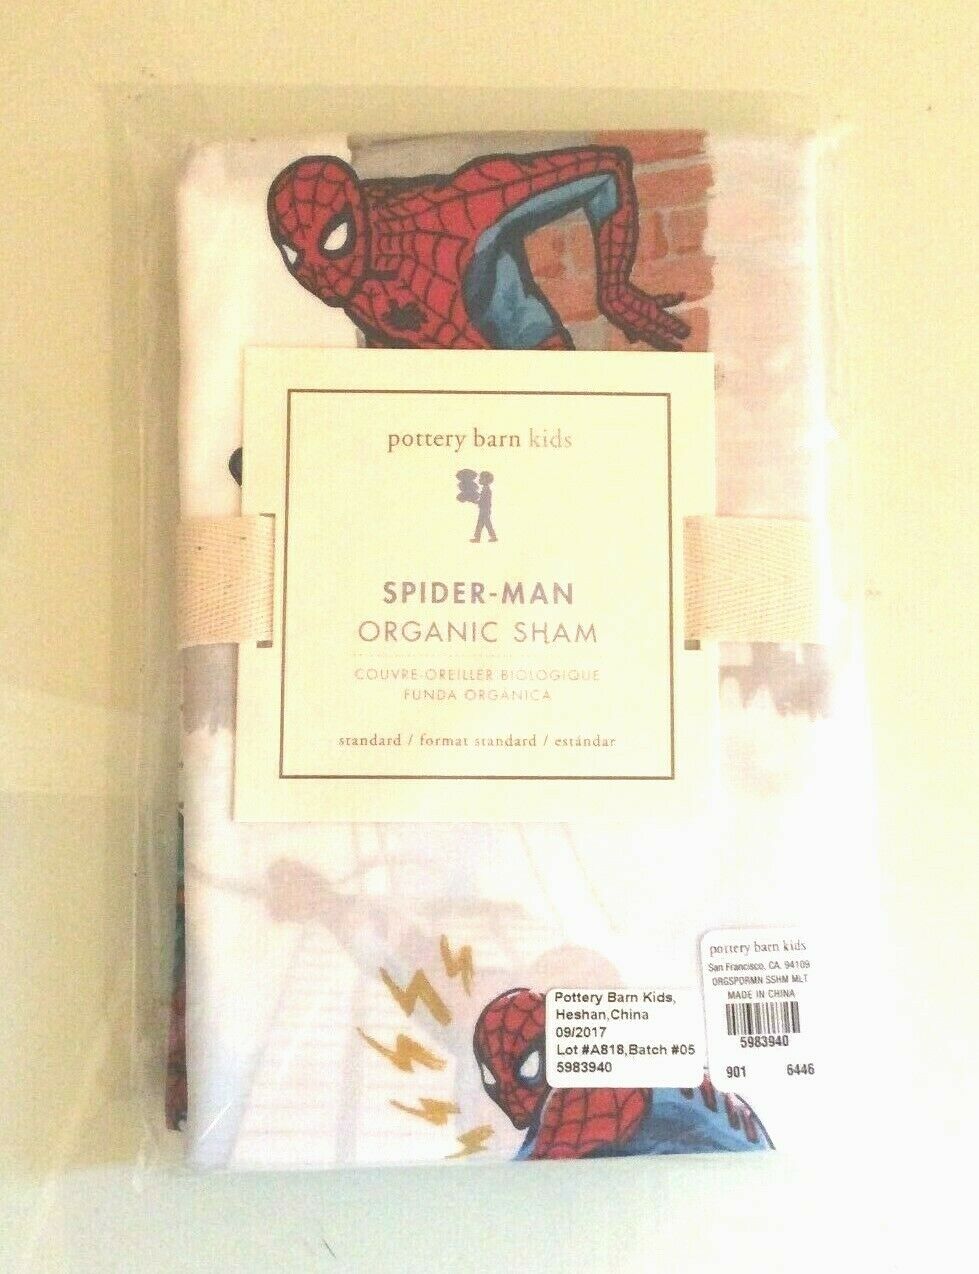 pottery barn kids
SPIDER-MAN
ORGANIC SHAM
COUVRE-OREILLER BIOLOGIQUE
FUNDA ORGÁNICA
standard / format standard / estándar
Pottery Barn Kids,
Heshan,China
09/2017
Lot #A818,Batch #05
5983940
pottery barn kids
San Francisco, CA 94109
ORGSPDRMN SSHM MLT
MADE IN CHINA
5983940
901 6446